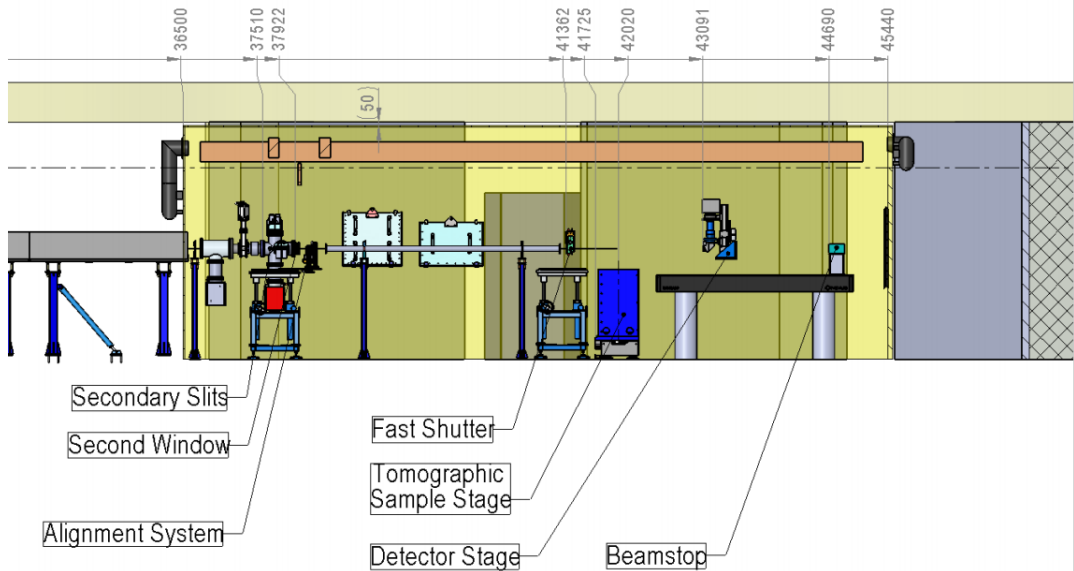 36500
37510
37922
41362
41725
42020
43091
44690
45440
(50)
Secondary Slits
Second Window
Alignment System
Fast Shutter
Tomographic
Sample Stage
Detector Stage
Beamstop